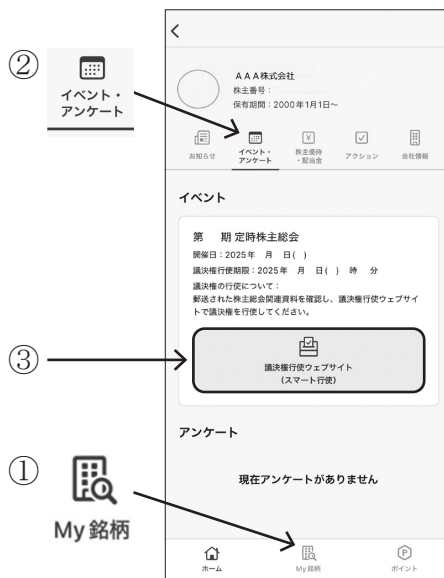 ②
イベント・
アンケート
AAA株式会社
株主番号：
保有期間：2000年1月1日～
お知らせ
イベント・
アンケート
株主優待
・配当金
アクション
会社情報
イベント
第　　期 定時株主総会
開催日：2025年　月　日(　)
議決権行使期限：2025年　月　日(　)　時　分
議決権の行使について：
郵送された株主総会関連資料を確認し、議決権行使ウェブサイ
トで議決権を行使してください。
③
議決権行使ウェブサイト
(スマート行使)
アンケート
現在アンケートがありません
①
My 銘柄
ホーム
My 銘柄
ポイント